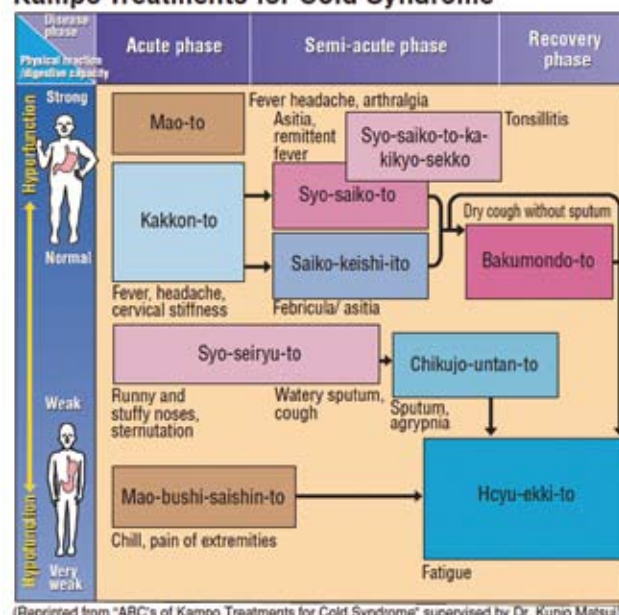 Kampo Treatments for Cold Syndrome
Disease
phase
Physical reaction
/digestive capacity
Acute phase
Semi-acute phase
Recovery
phase
Hyperfunction
Strong
Normal
Weak
Very
weak
Hypofunction
Mao-to
Fever headache, arthralgia
Asitia,
remittent
fever
Syo-saiko-to-ka-
kikyo-sekko
Tonsillitis
Kakkon-to
Syo-saiko-to
Saiko-keishi-ito
Dry cough without sputum
Bakumondo-to
Fever, headache,
cervical stiffness
Febricula/ asitia
Syo-seiryu-to
Chikujo-untan-to
Runny and
stuffy noses,
sternutation
Watery sputum,
cough
Sputum,
agrypnia
Mao-bushi-saishin-to
Hcyu-ekki-to
Chill, pain of extremities
Fatigue
(Reprinted from "ABC's of Kampo Treatments for Cold Syndrome" supervised by Dr. Kunio Matsui